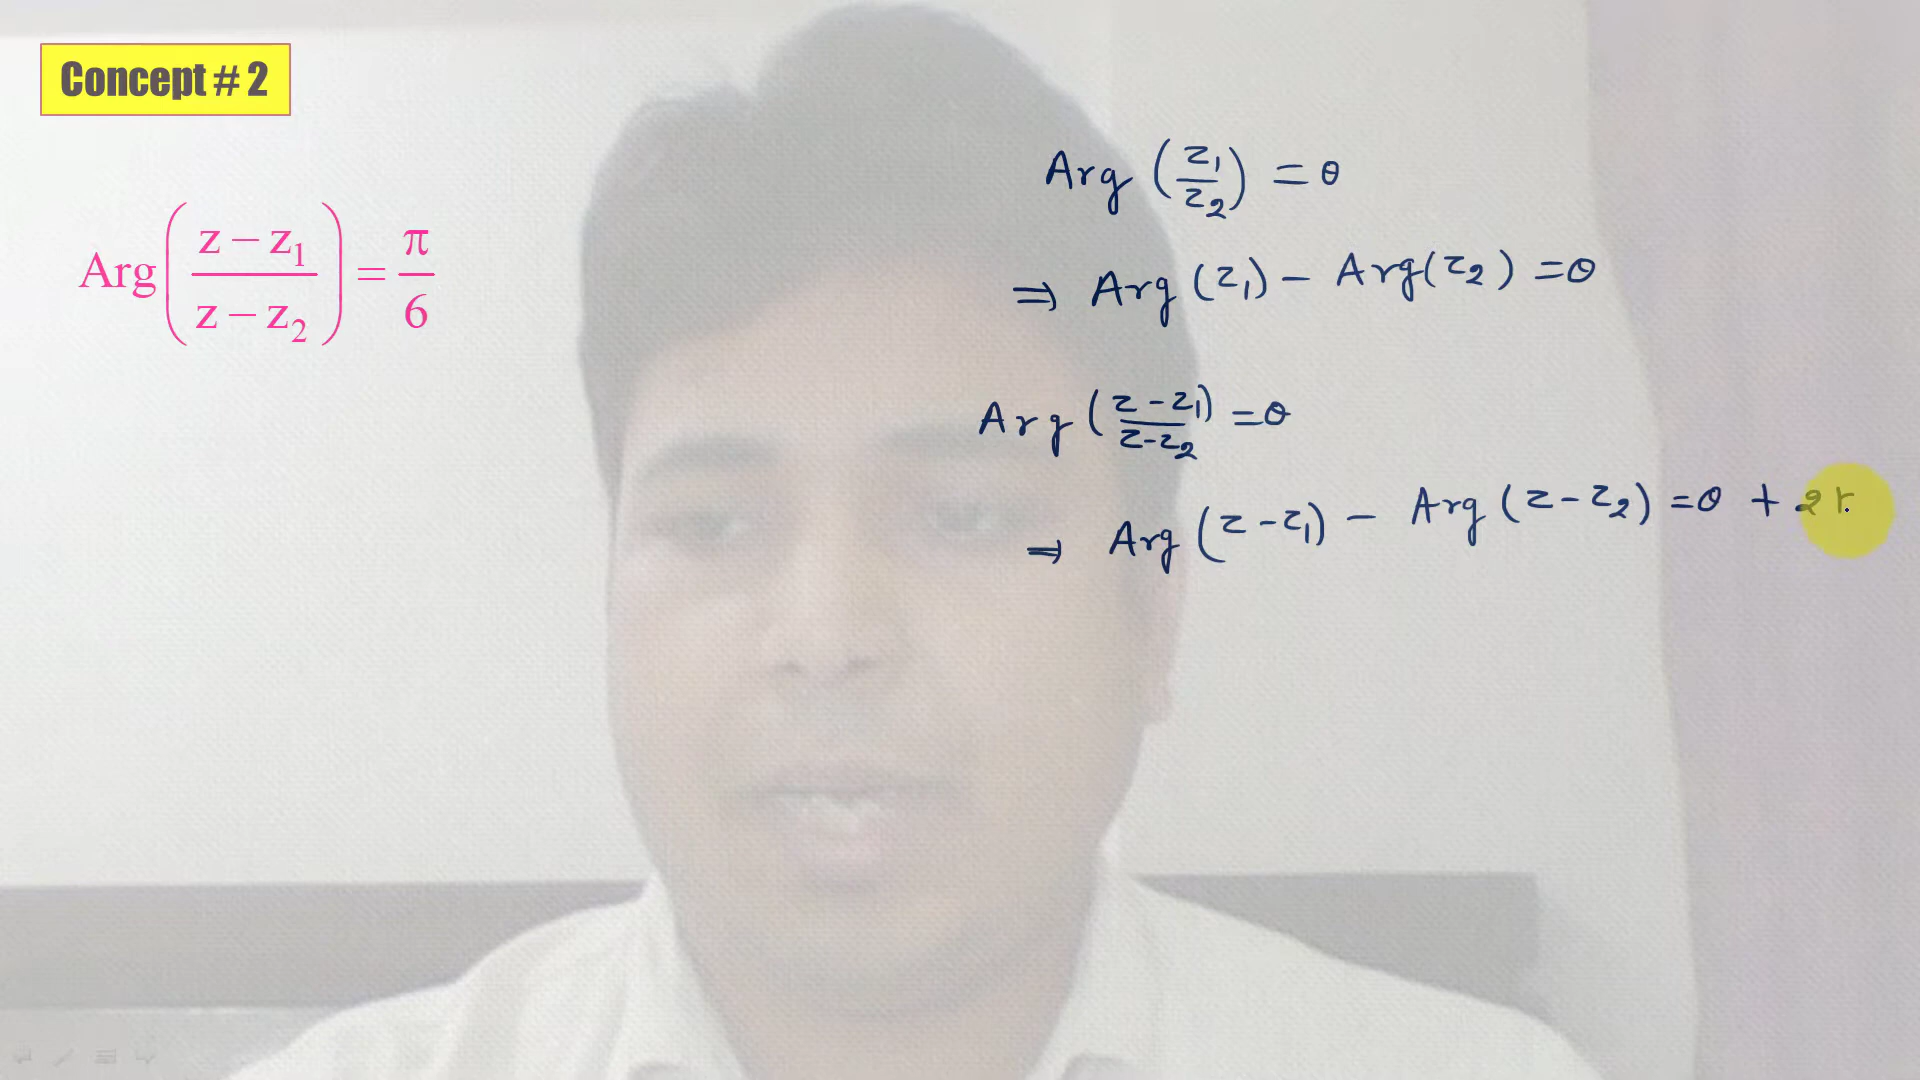 Concept # 2
Arg((z − z₁)/(z − z₂)) = π/6
Arg (z₁/z₂) = θ
⇒ Arg (z₁) − Arg(z₂) = θ
Arg (z − z₁/z − z₂) = θ
⇒ Arg (z − z₁) − Arg (z − z₂) = θ + 2